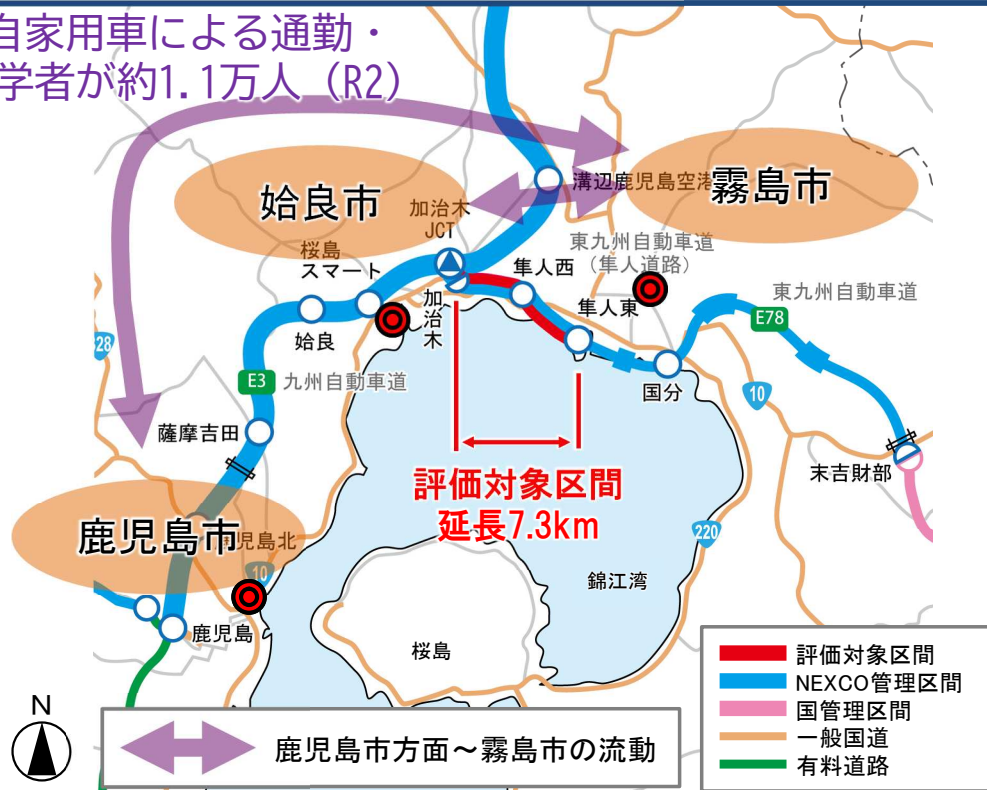 自家用車による通勤・
学者が約1.1万人（R2）
始良市
霧島市
溝辺鹿児島空港
加治木
JCT
桜島
スマート
東九州自動車道
（隼人道路）
隼人西
隼人東
東九州自動車道
E78
加治木
始良
28
E3
九州自動車道
国分
10
薩摩吉田
末吉財部
評価対象区間
延長7.3km
鹿児島市
鹿児島北
10
220
錦江湾
鹿児島
桜島
評価対象区間
NEXCO管理区間
国管理区間
一般国道
有料道路
N
鹿児島市方面～霧島市の流動